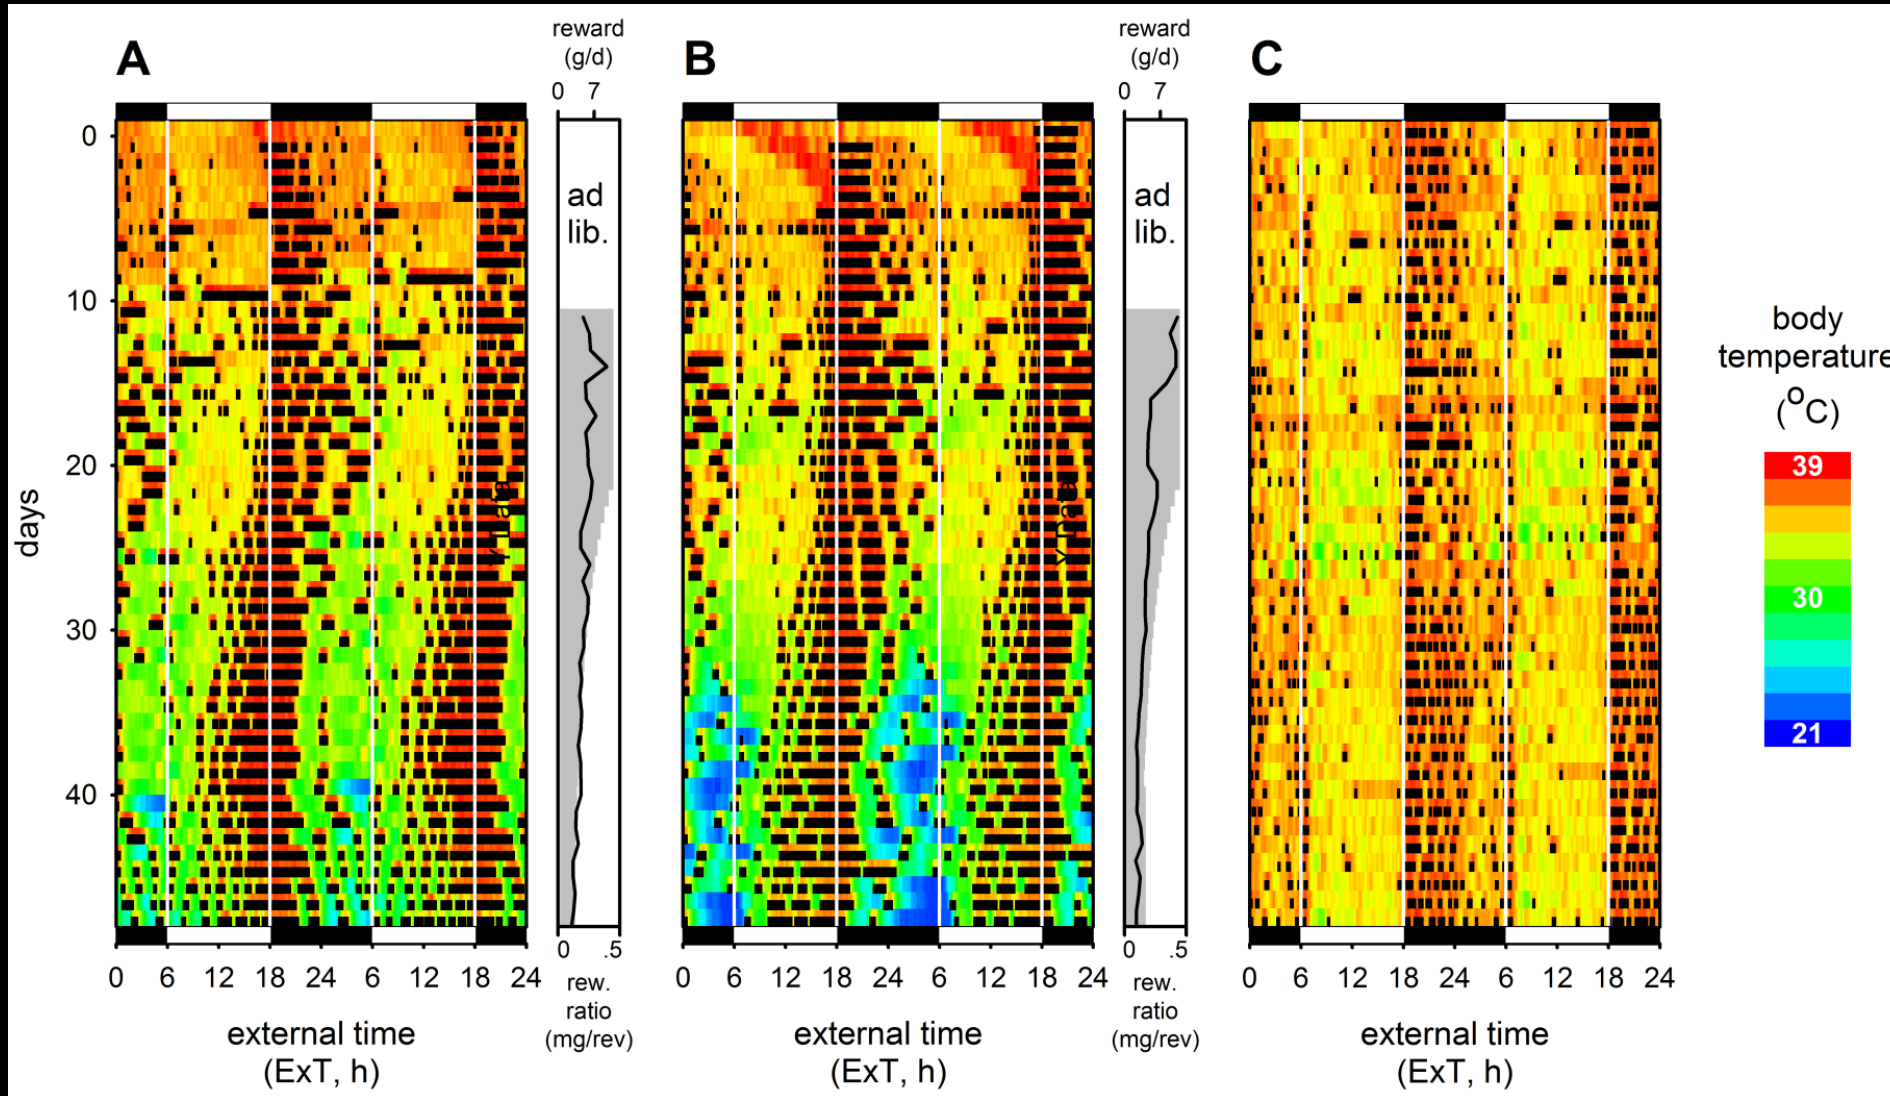 A
reward
(g/d)
0 7
B
reward
(g/d)
0 7
C
0
10
20
30
40
days
ad
lib.
ad
lib.
Y Data
Y Data
body
temperature
(°C)
39
30
21
0 6 12 18 24 6 12 18 24
external time
(ExT, h)
0 .5
rew.
ratio
(mg/rev)
0 6 12 18 24 6 12 18 24
external time
(ExT, h)
0 .5
rew.
ratio
(mg/rev)
0 6 12 18 24 6 12 18 24
external time
(ExT, h)